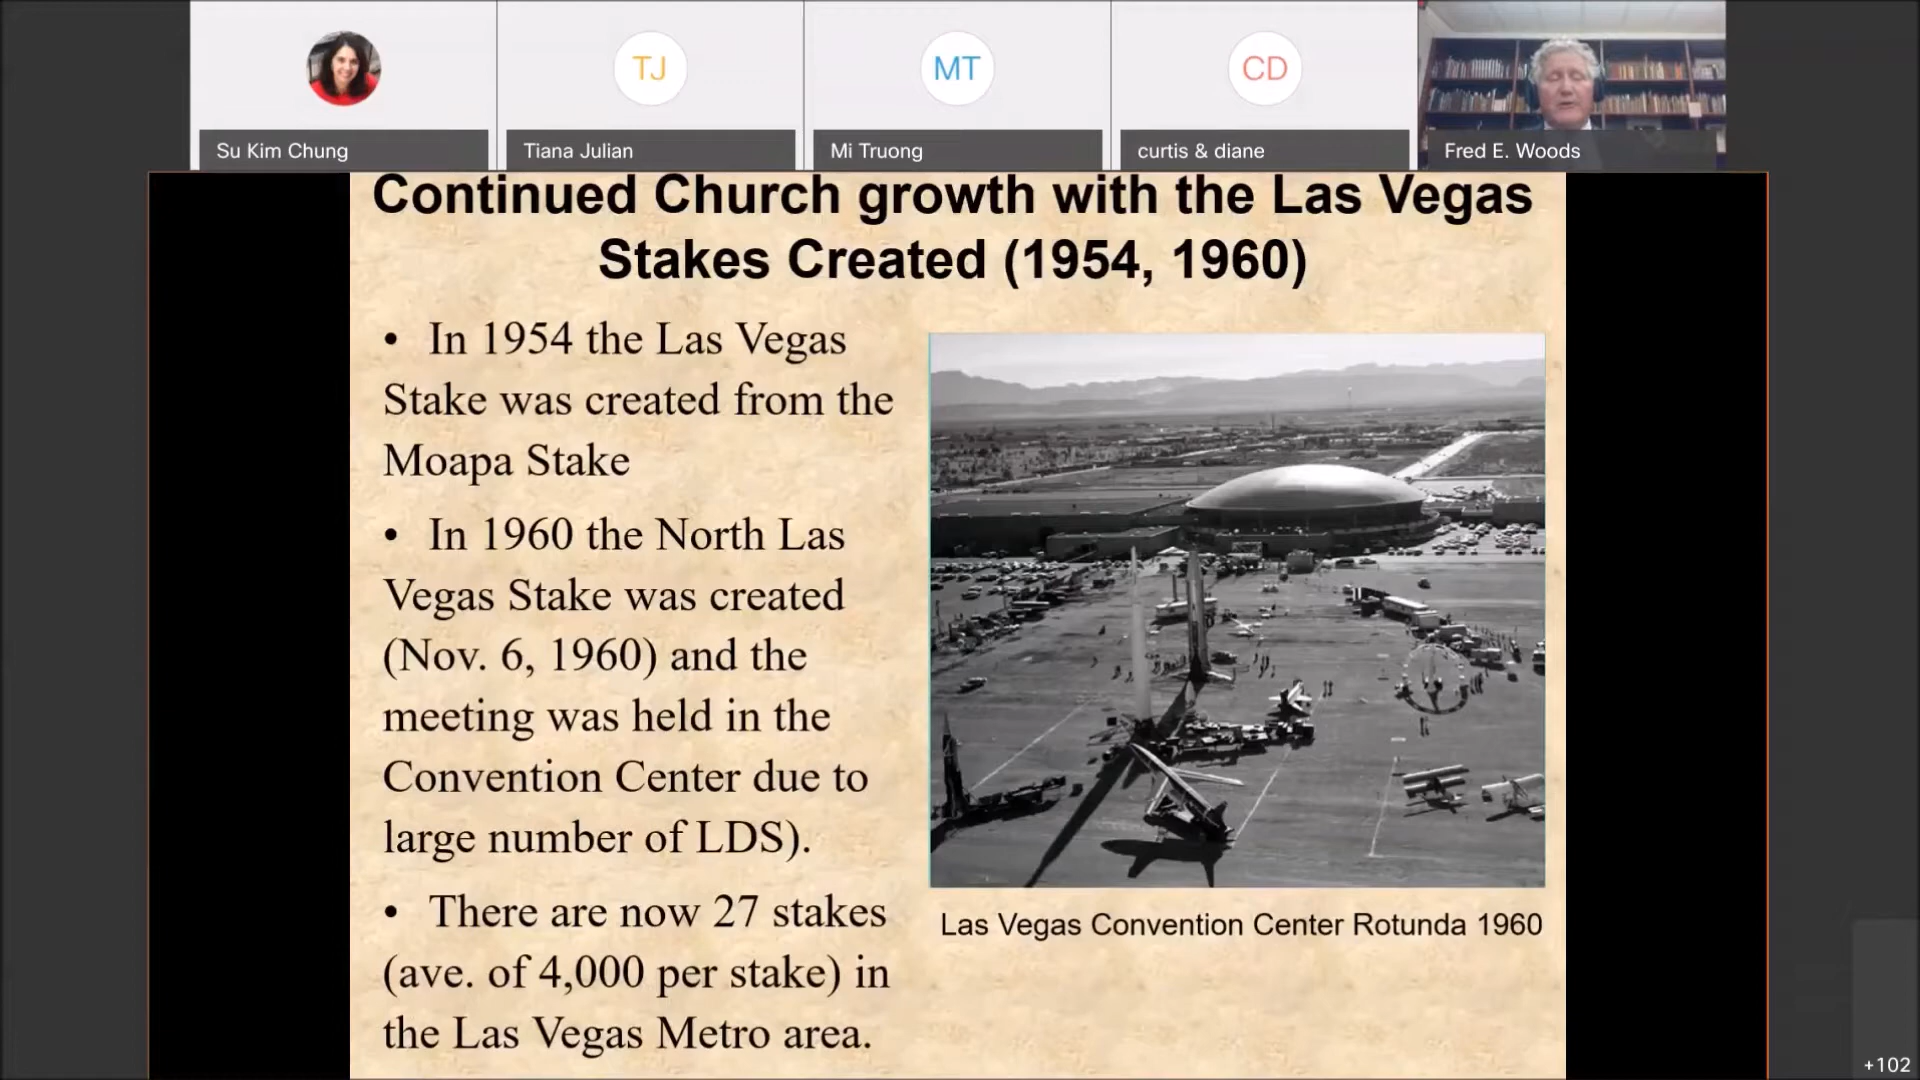 TJ
MT
CD
Su Kim Chung
Tiana Julian
Mi Truong
curtis & diane
Fred E. Woods
Continued Church growth with the Las Vegas
Stakes Created (1954, 1960)
• In 1954 the Las Vegas
Stake was created from the
Moapa Stake
• In 1960 the North Las
Vegas Stake was created
(Nov. 6, 1960) and the
meeting was held in the
Convention Center due to
large number of LDS).
• There are now 27 stakes
(ave. of 4,000 per stake) in
the Las Vegas Metro area.
Las Vegas Convention Center Rotunda 1960
+102